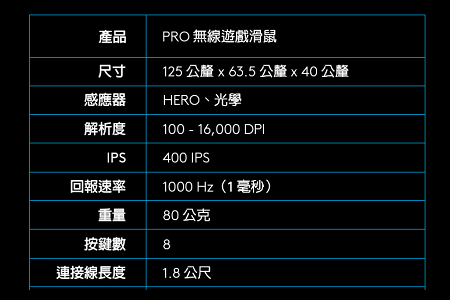 產品 PRO 無線遊戲滑鼠
尺寸 125 公釐 x 63.5 公釐 x 40 公釐
感應器 HERO、光學
解析度 100 - 16,000 DPI
IPS 400 IPS
回報速率 1000 Hz（1 毫秒）
重量 80 公克
按鍵數 8
連接線長度 1.8 公尺